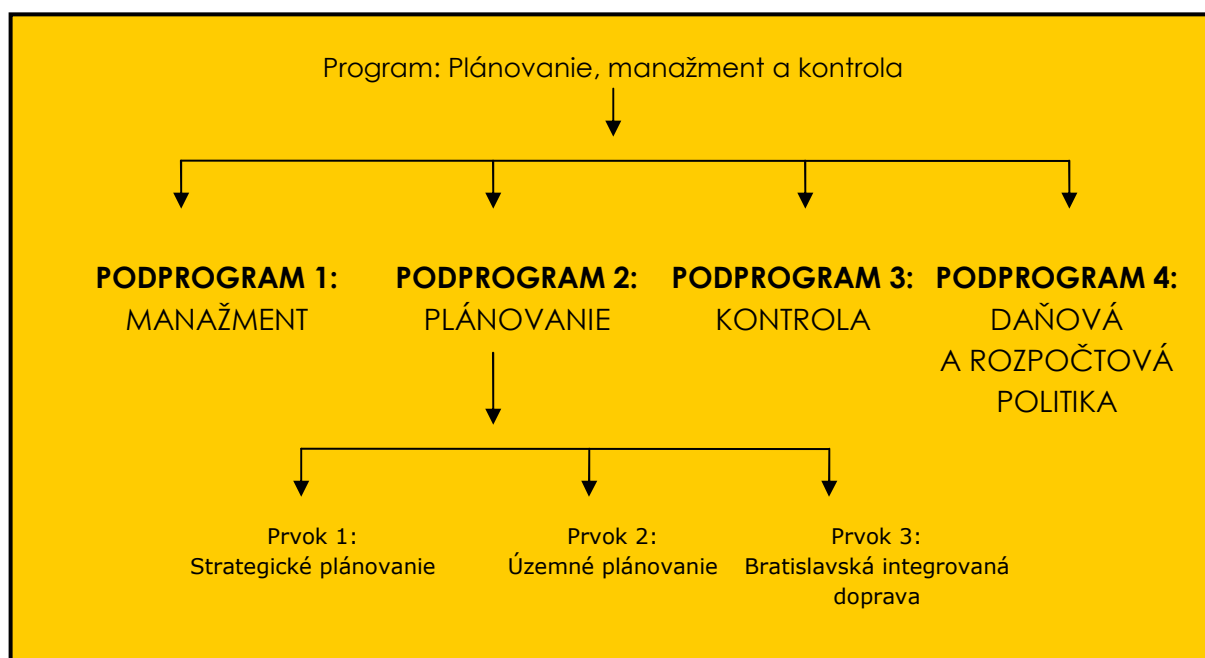 Program: Plánovanie, manažment a kontrola
PODPROGRAM 1:
MANAŽMENT
PODPROGRAM 2:
PLÁNOVANIE
PODPROGRAM 3:
KONTROLA
PODPROGRAM 4:
DAŇOVÁ
A ROZPOČTOVÁ
POLITIKA
Prvok 1:
Strategické plánovanie
Prvok 2:
Územné plánovanie
Prvok 3:
Bratislavská integrovaná
doprava